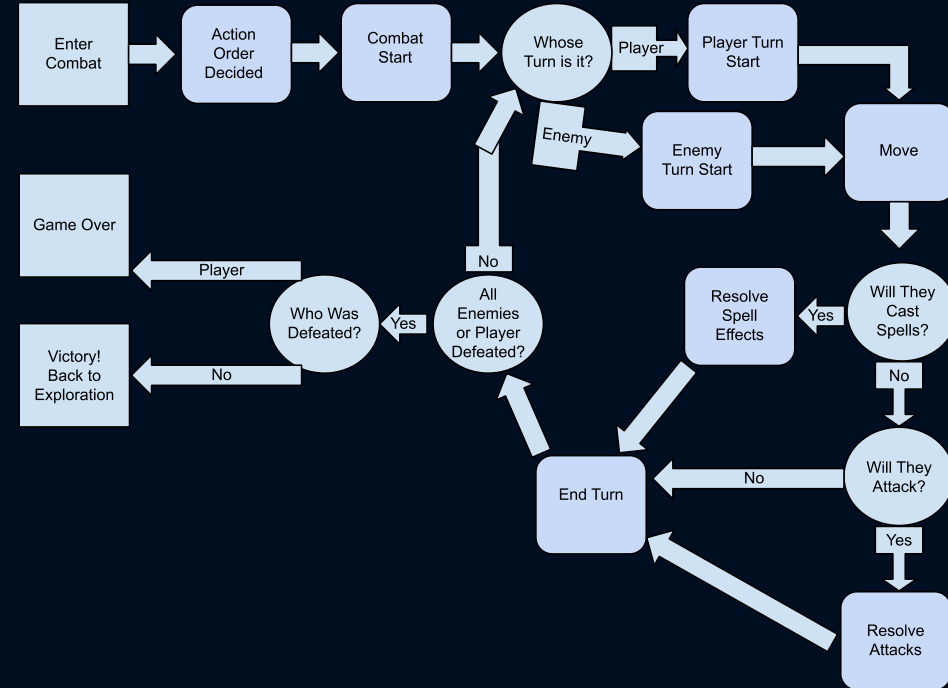 Enter
Combat
Action
Order
Decided
Combat
Start
Whose
Turn is it?
Player
Player Turn
Start
Enemy
Enemy
Turn Start
Move
Game Over
Player
No
Who Was
Defeated?
Yes
All
Enemies
or Player
Defeated?
Resolve
Spell
Effects
Yes
Will They
Cast
Spells?
No
Victory!
Back to
Exploration
No
Will They
Attack?
No
End Turn
Yes
Resolve
Attacks